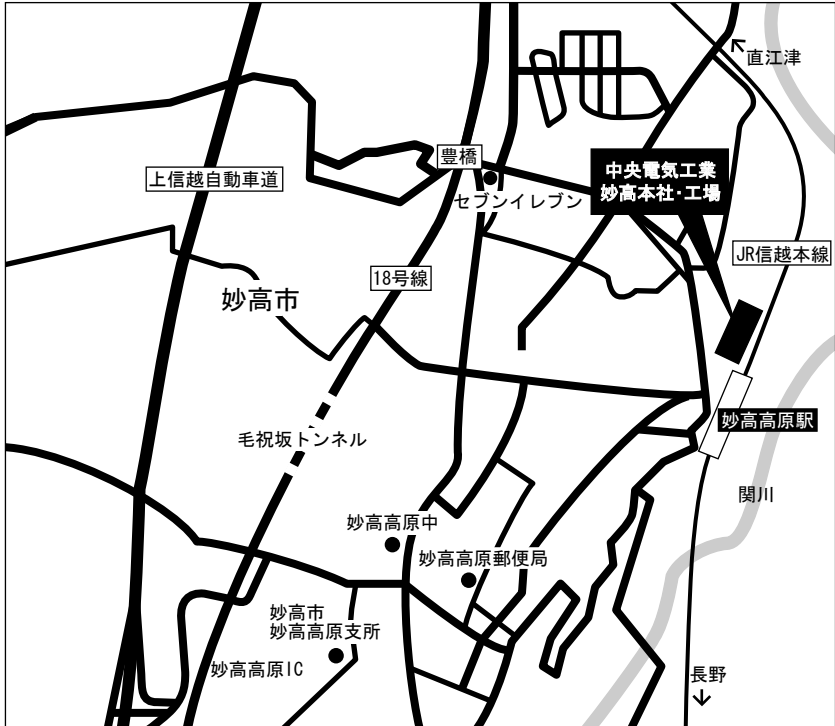 直江津
豊橋
中央電気工業
妙高本社・工場
上信越自動車道
セブンイレブン
JR信越本線
18号線
妙高市
妙高高原駅
毛祝坂トンネル
関川
妙高高原中
妙高高原郵便局
妙高市
妙高高原支所
妙高高原IC
長野